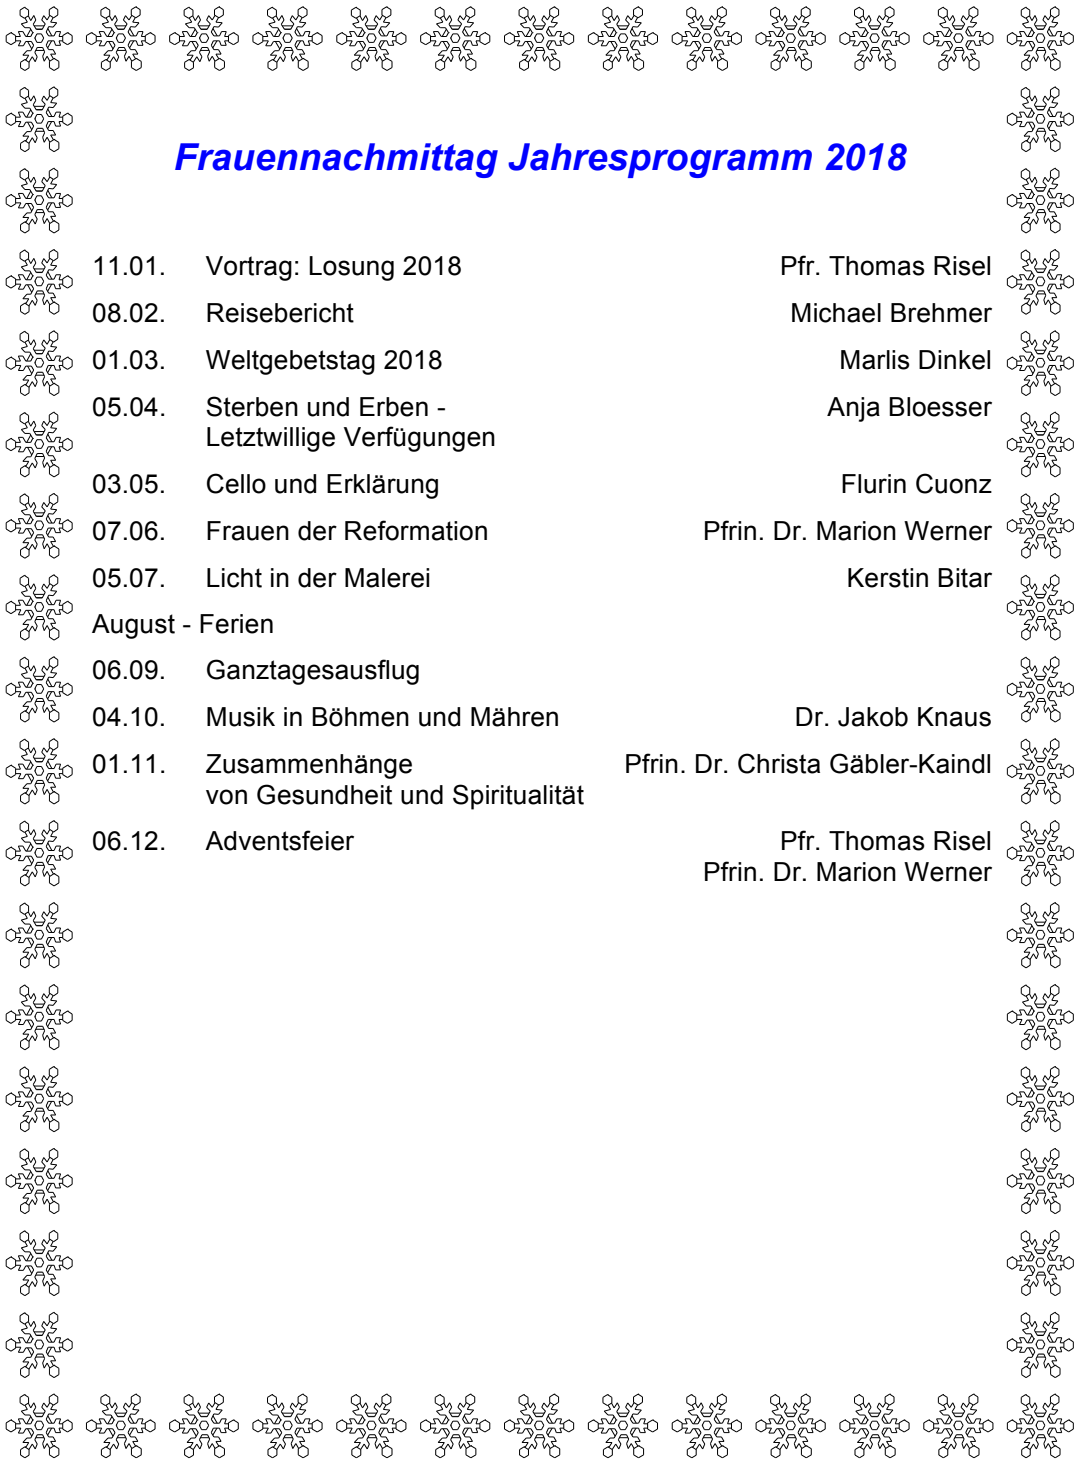 Frauennachmittag Jahresprogramm 2018
11.01. Vortrag: Losung 2018 Pfr. Thomas Risel
08.02. Reisebericht Michael Brehmer
01.03. Weltgebetstag 2018 Marlis Dinkel
05.04. Sterben und Erben - Anja Bloesser
Letztwillige Verfügungen
03.05. Cello und Erklärung Flurin Cuonz
07.06. Frauen der Reformation Pfrin. Dr. Marion Werner
05.07. Licht in der Malerei Kerstin Bitar
August - Ferien
06.09. Ganztagesausflug
04.10. Musik in Böhmen und Mähren Dr. Jakob Knaus
01.11. Zusammenhänge Pfrin. Dr. Christa Gäbler-Kaindl
von Gesundheit und Spiritualität
06.12. Adventsfeier Pfr. Thomas Risel
Pfrin. Dr. Marion Werner